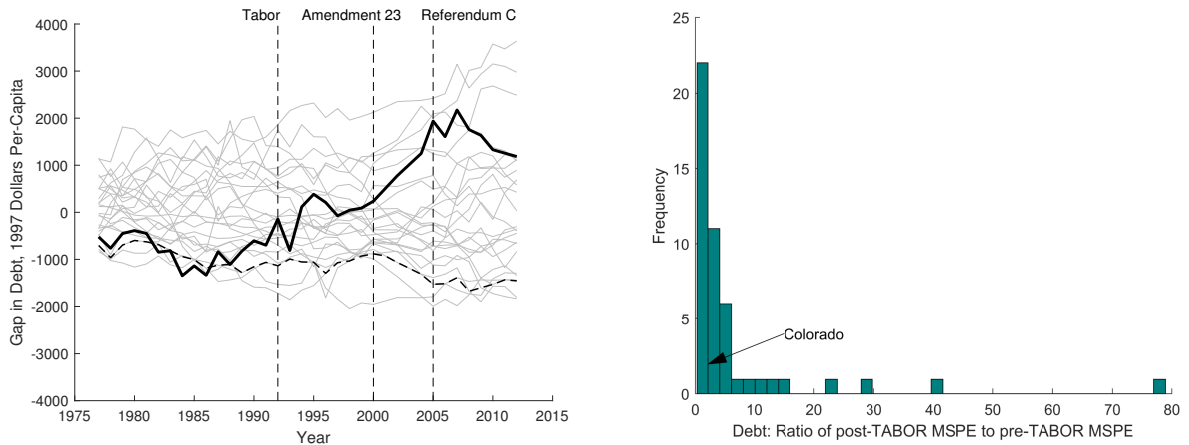 Tabor Amendment 23 Referendum C
4000
3000
2000
1000
0
-1000
-2000
-3000
-4000
Gap in Debt, 1997 Dollars Per-Capita
1975 1980 1985 1990 1995 2000 2005 2010 2015
Year
25
20
15
10
5
0
Frequency
Colorado
0 10 20 30 40 50 60 70 80
Debt: Ratio of post-TABOR MSPE to pre-TABOR MSPE